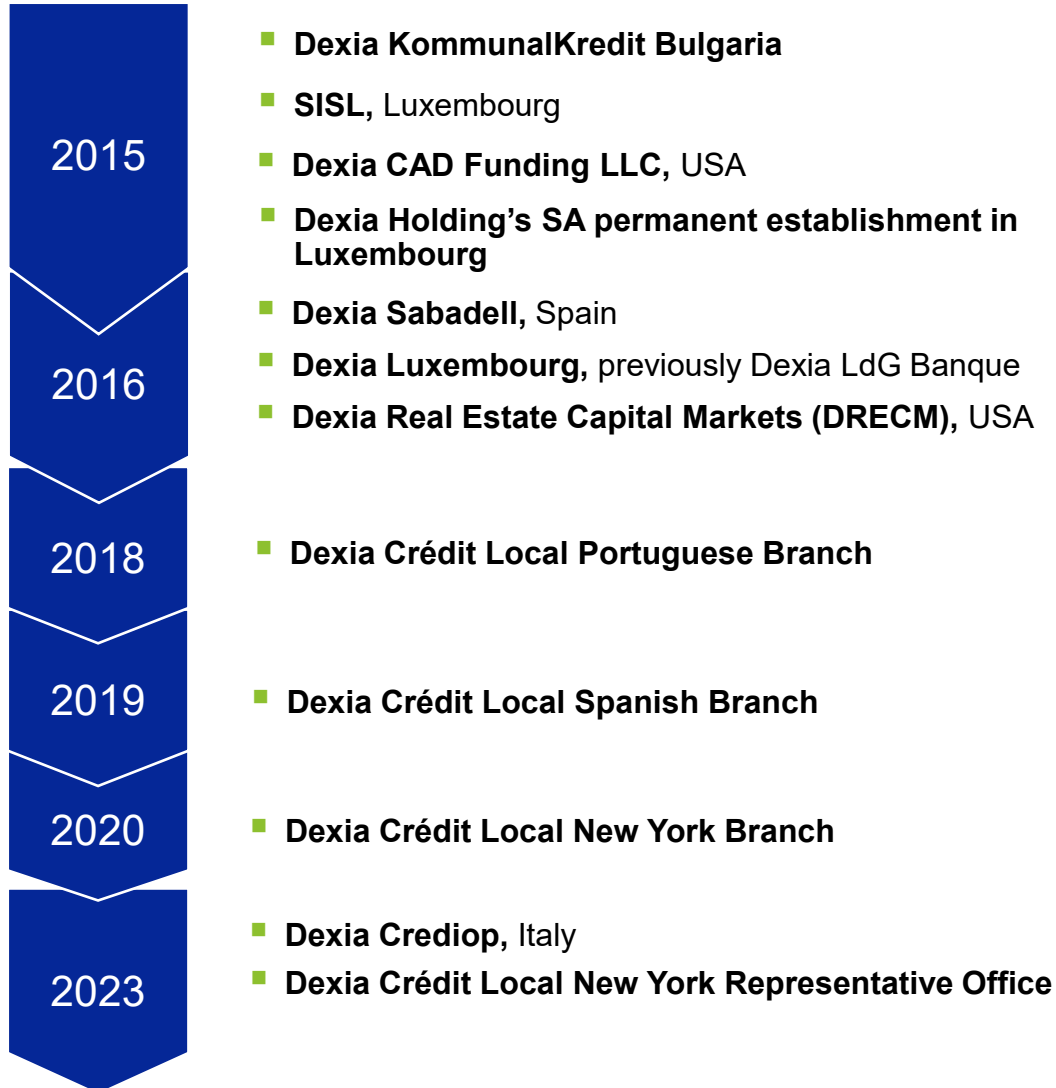 2015
Dexia KommunalKredit Bulgaria
SISL, Luxembourg
Dexia CAD Funding LLC, USA
Dexia Holding’s SA permanent establishment in
Luxembourg
2016
Dexia Sabadell, Spain
Dexia Luxembourg, previously Dexia LdG Banque
Dexia Real Estate Capital Markets (DRECM), USA
2018
Dexia Crédit Local Portuguese Branch
2019
Dexia Crédit Local Spanish Branch
2020
Dexia Crédit Local New York Branch
2023
Dexia Crediop, Italy
Dexia Crédit Local New York Representative Office